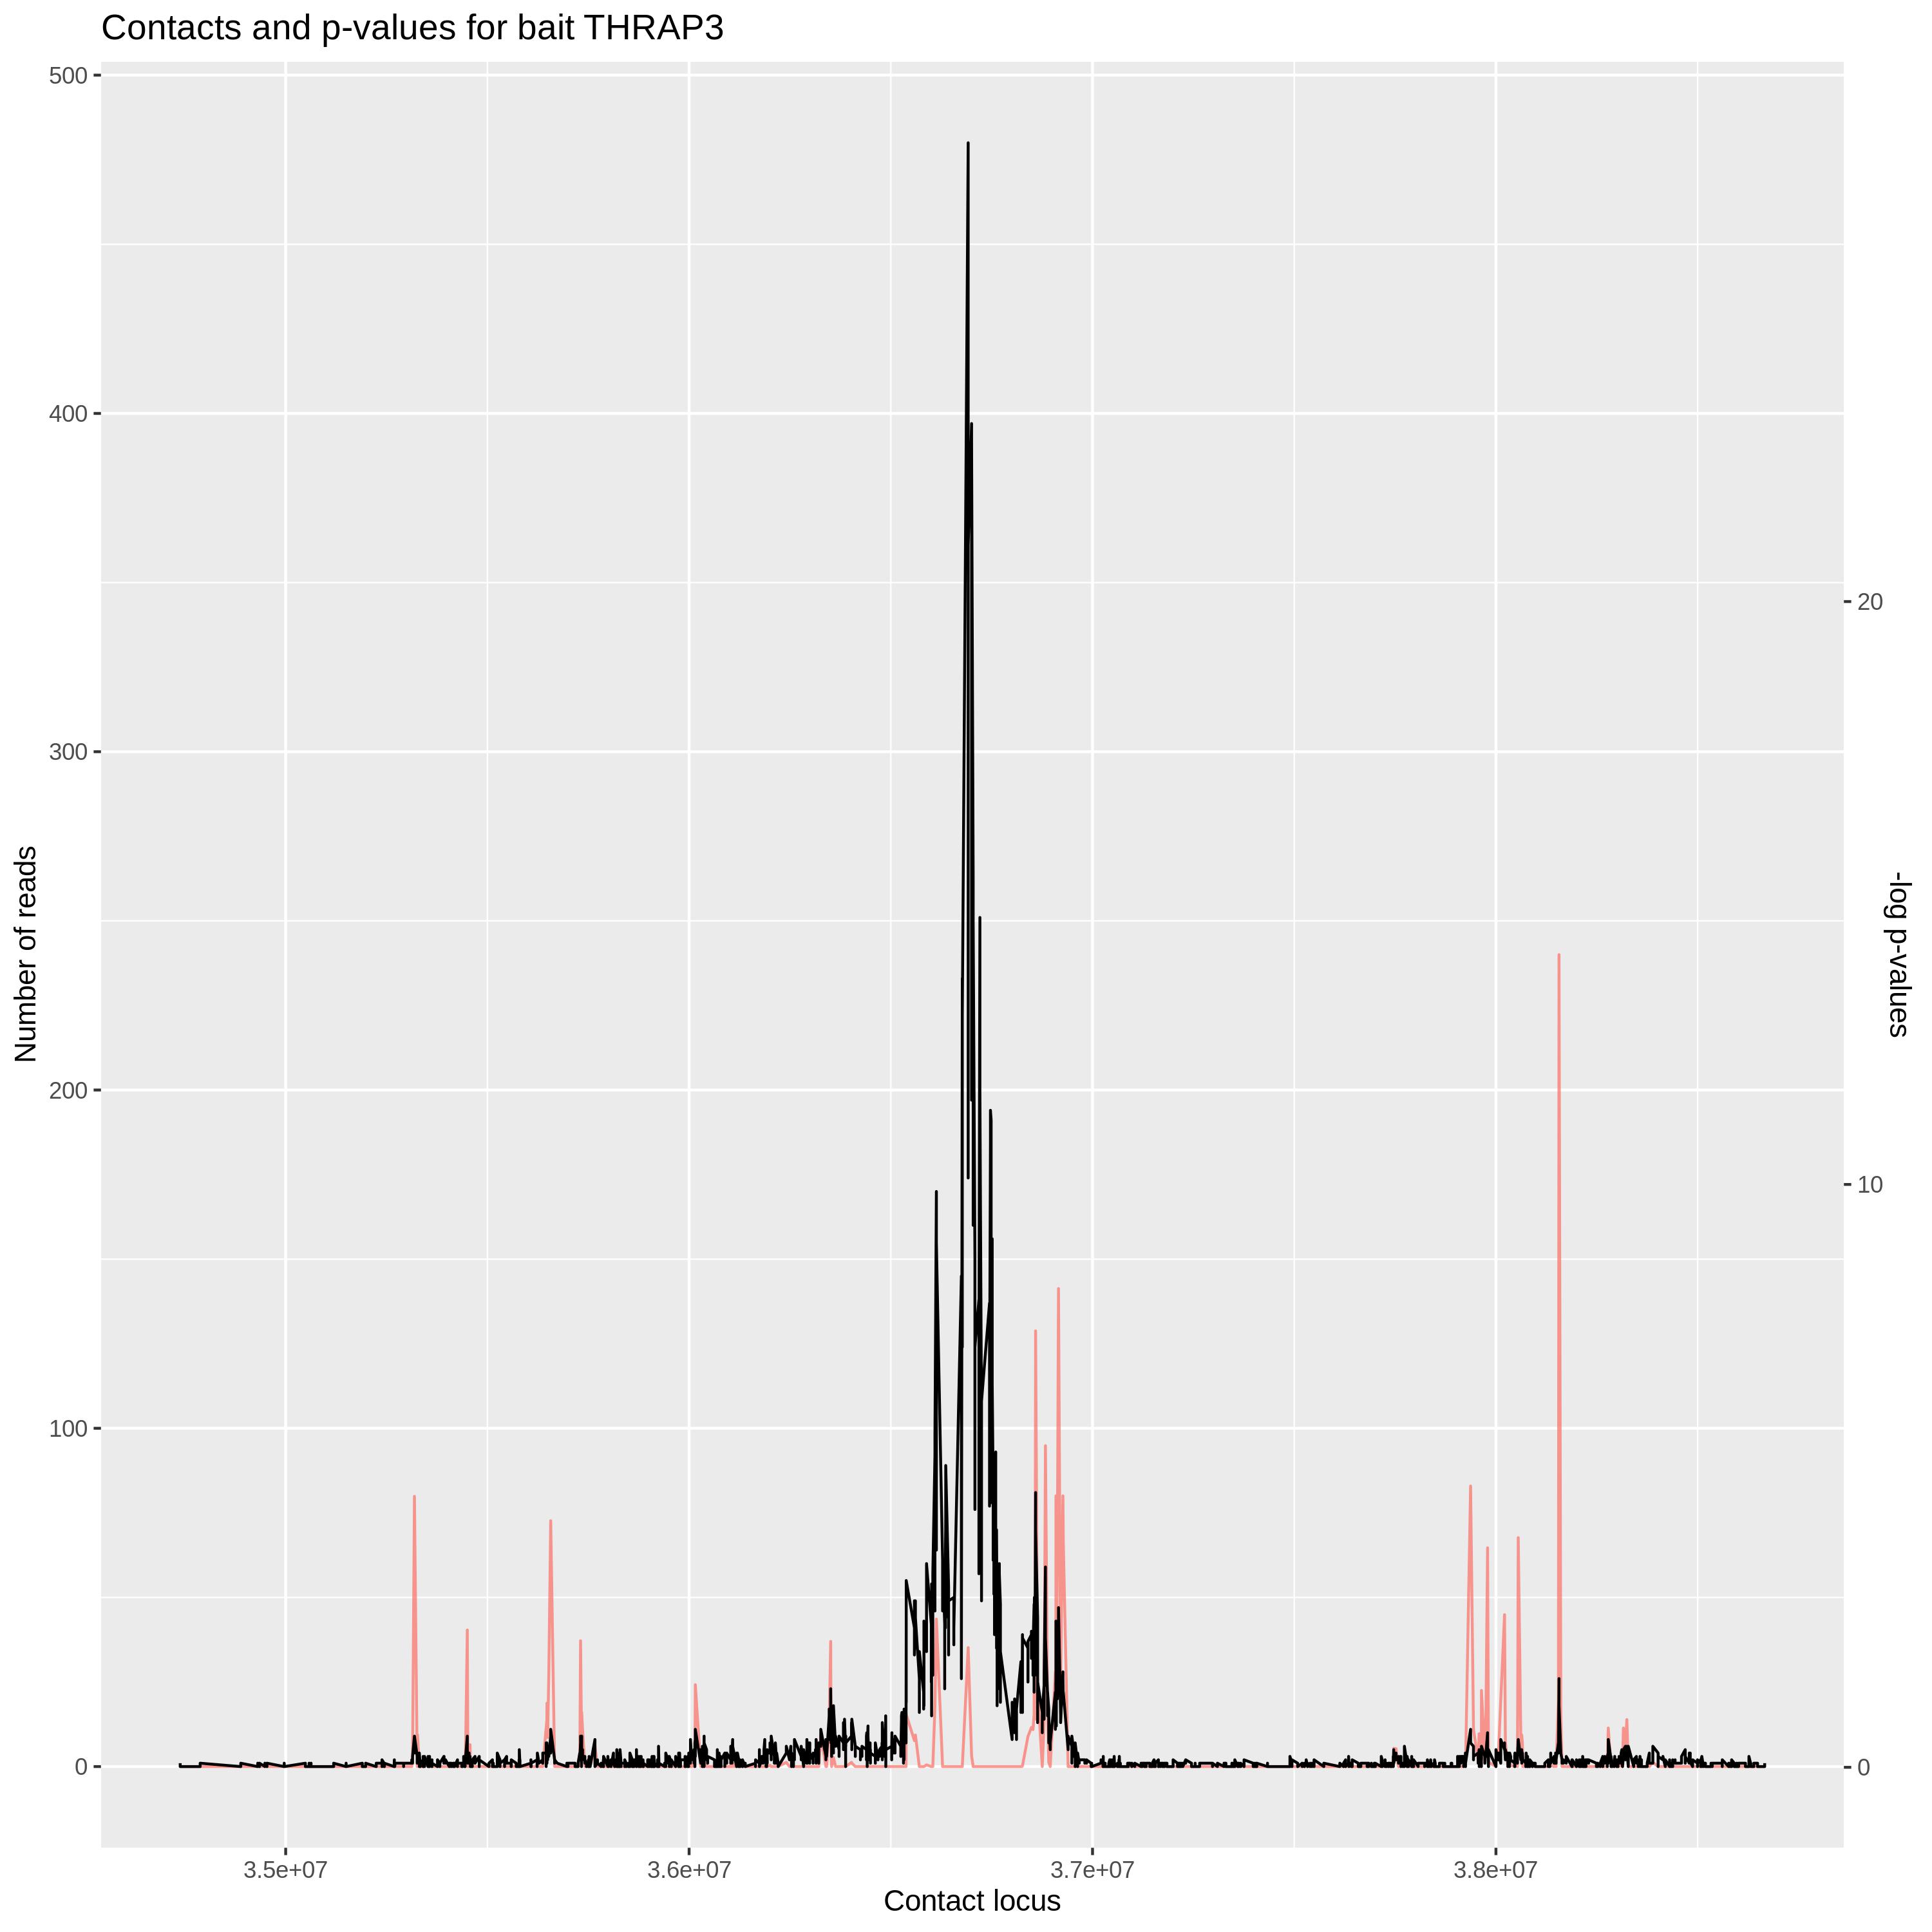 Contacts and p-values for bait THRAP3
500
400
300
200
100
0
Number of reads
20
10
0
-log p-values
3.5e+07
3.6e+07
3.7e+07
3.8e+07
Contact locus